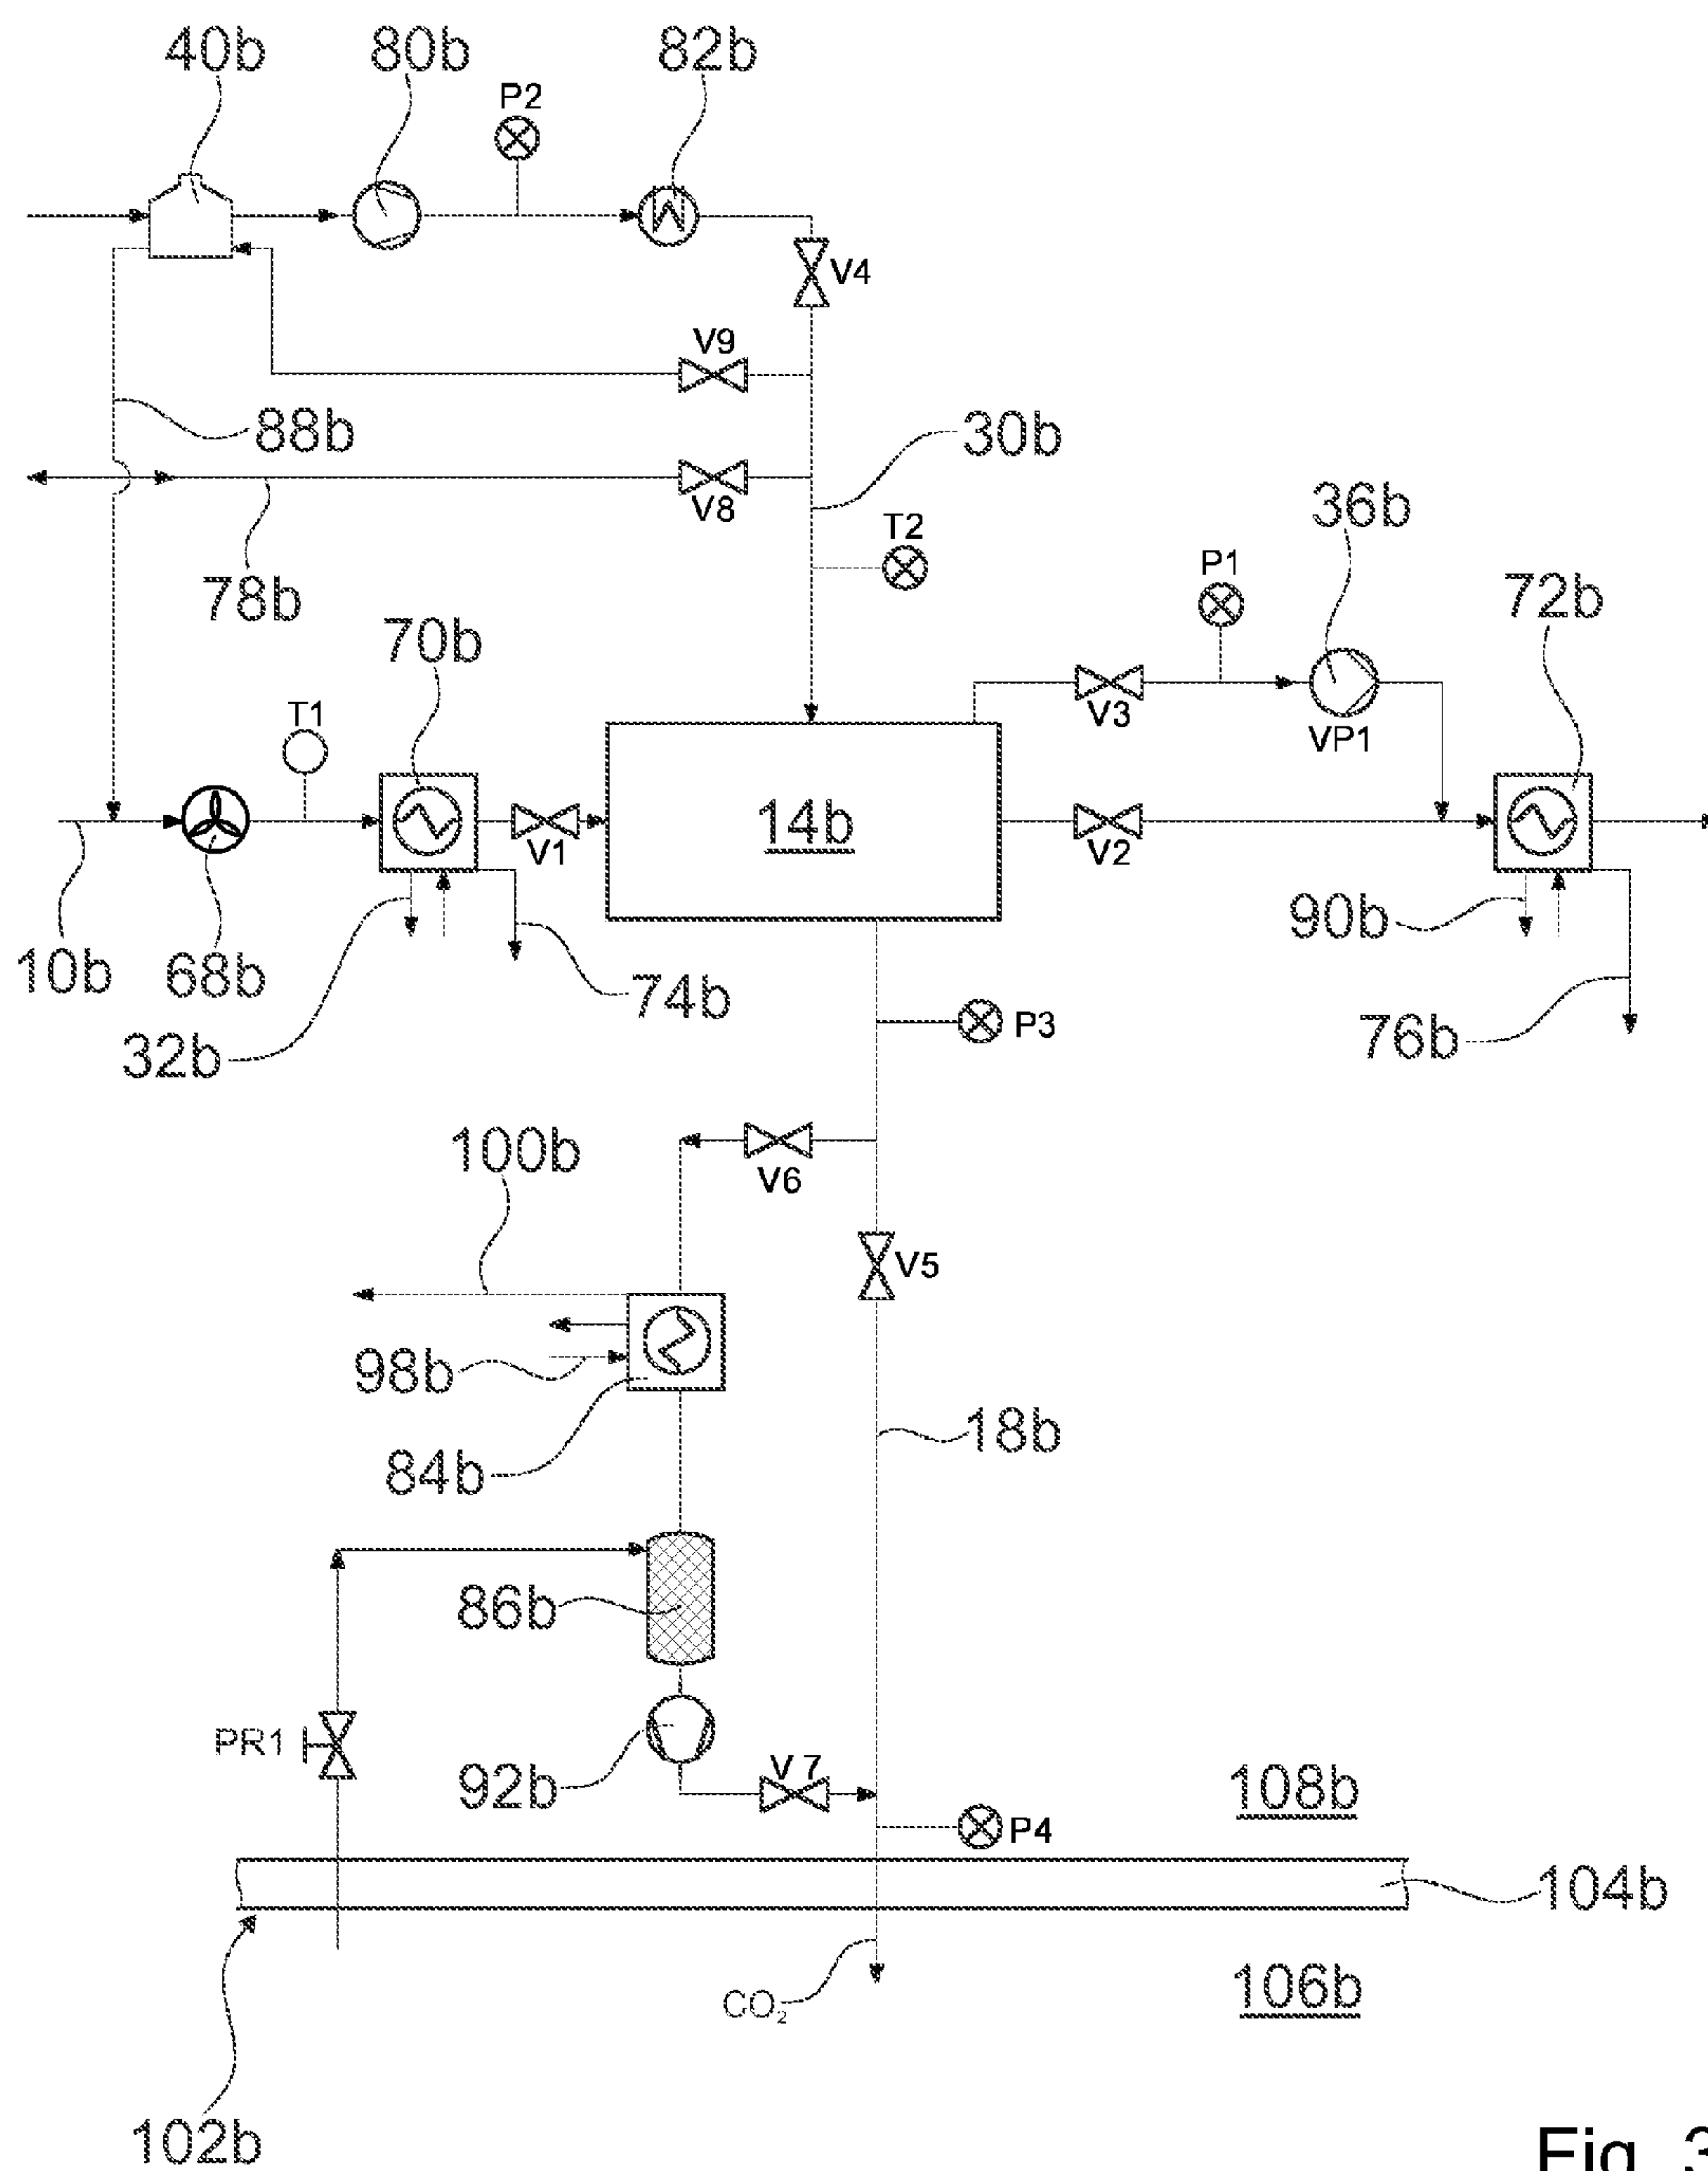 40b
80b
82b
P2
V4
V9
88b
30b
V8
T2
36b
78b
P1
72b
70b
T1
V3
VP1
14b
V1
V2
90b
10b
68b
74b
32b
P3
76b
100b
V6
V5
98b
18b
84b
86b
PR1
V7
92b
108b
P4
104b
CO₂
106b
102b
Fig. 3